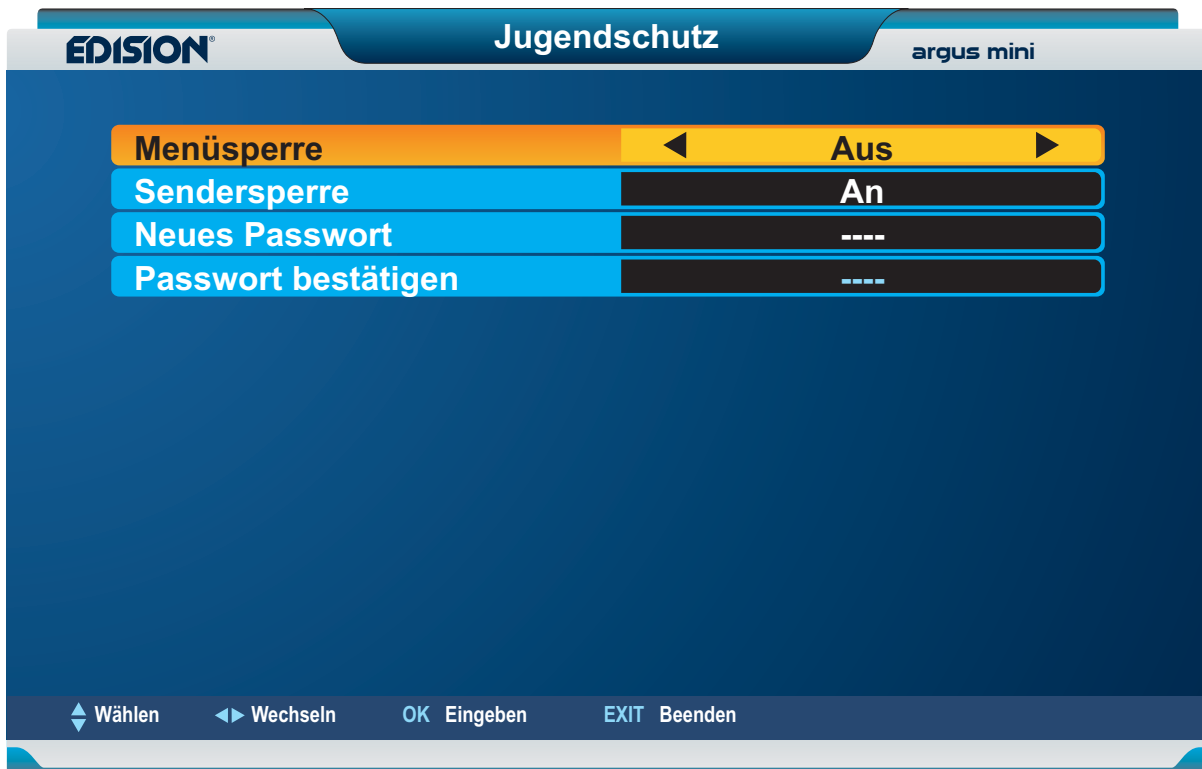 EDISION® Jugendschutz argus mini
Menüsperre Aus
Sendersperre An
Neues Passwort ----
Passwort bestätigen ----
Wählen Wechseln OK Eingeben EXIT Beenden